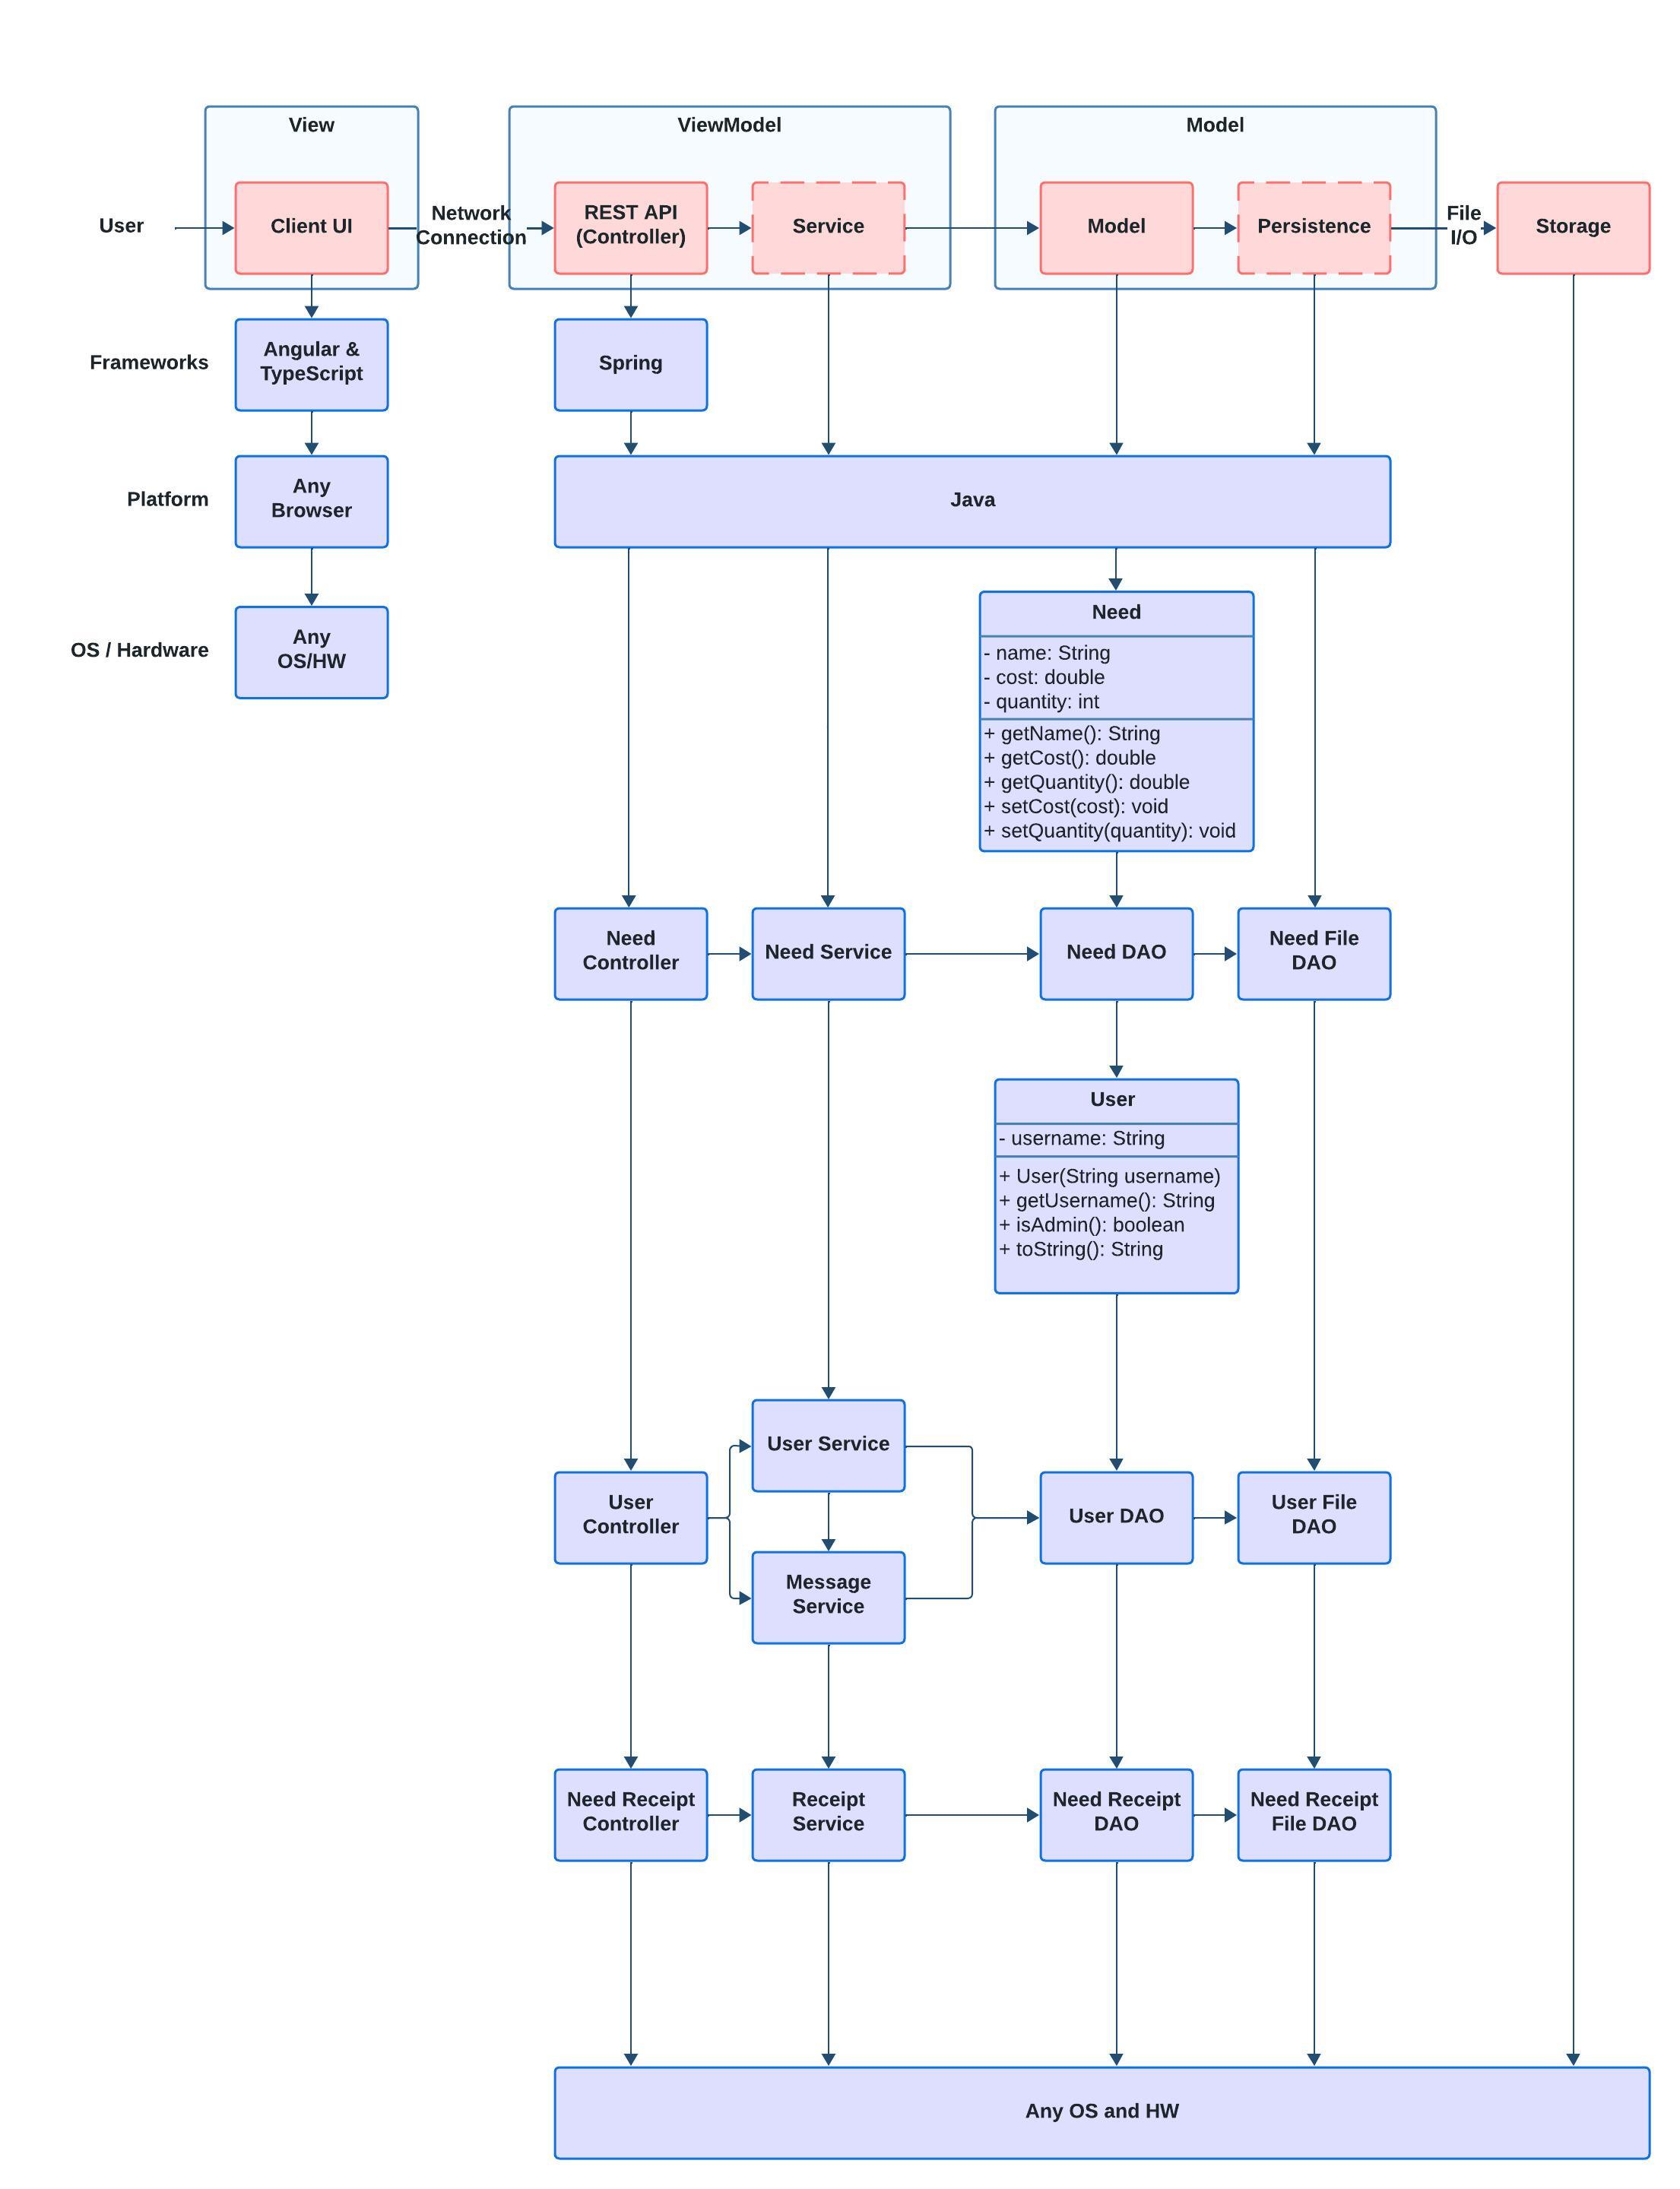 View
ViewModel
Model
User
Client UI
Network
Connection
REST API
(Controller)
Service
Model
Persistence
File
I/O
Storage
Frameworks
Angular &
TypeScript
Spring
Platform
Any
Browser
Java
OS / Hardware
Any
OS/HW
Need
- name: String
- cost: double
- quantity: int
+ getName(): String
+ getCost(): double
+ getQuantity(): double
+ setCost(cost): void
+ setQuantity(quantity): void
Need
Controller
Need Service
Need DAO
Need File
DAO
User
- username: String
+ User(String username)
+ getUsername(): String
+ isAdmin(): boolean
+ toString(): String
User Service
User
Controller
User DAO
User File
DAO
Message
Service
Need Receipt
Controller
Receipt
Service
Need Receipt
DAO
Need Receipt
File DAO
Any OS and HW